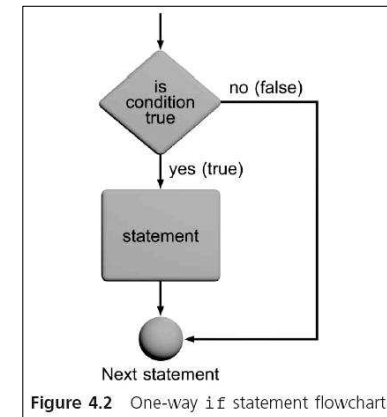 is
condition
true
no (false)
yes (true)
statement
Next statement
Figure 4.2 One-way if statement flowchart